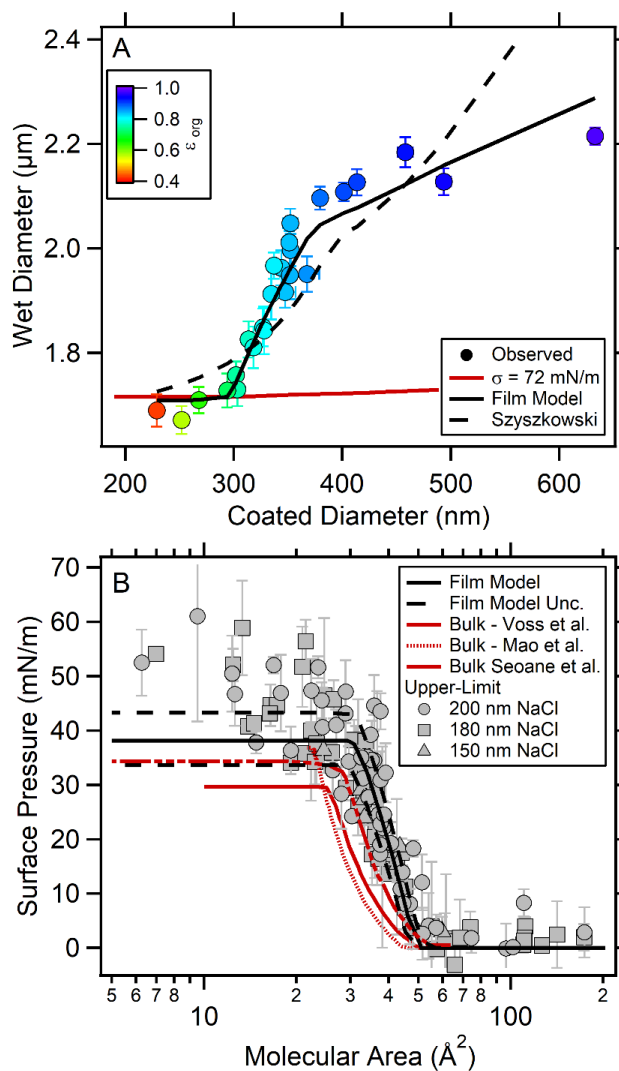 A
2.4
2.2
2.0
1.8
Wet Diameter (μm)
1.0
0.8
0.6
0.4
ε org
Observed
σ = 72 mN/m
Film Model
Szyszkowski
200 300 400 500 600
Coated Diameter (nm)
B
70
60
50
40
30
20
10
0
Surface Pressure (mN/m)
Film Model
Film Model Unc.
Bulk - Voss et al.
Bulk - Mao et al.
Bulk Seoane et al.
Upper-Limit
200 nm NaCl
180 nm NaCl
150 nm NaCl
5 6 7 8 2 3 4 5 6 7 8 2
10 100
Molecular Area (Å²)